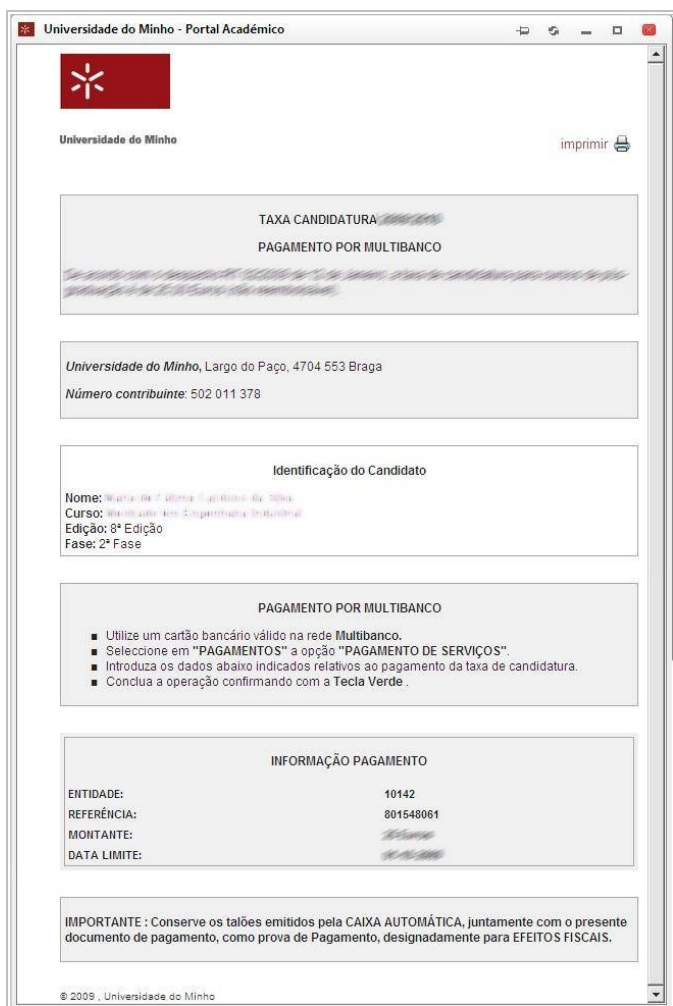 Universidade do Minho - Portal Académico
Universidade do Minho
imprimir
TAXA CANDIDATURA
PAGAMENTO POR MULTIBANCO
Universidade do Minho, Largo do Paço, 4704 553 Braga
Número contribuinte: 502 011 378
Identificação do Candidato
Nome:
Curso:
Edição: 8ª Edição
Fase: 2ª Fase
PAGAMENTO POR MULTIBANCO
Utilize um cartão bancário válido na rede Multibanco.
Seleccione em "PAGAMENTOS" a opção "PAGAMENTO DE SERVIÇOS".
Introduza os dados abaixo indicados relativos ao pagamento da taxa de candidatura.
Conclua a operação confirmando com a Tecla Verde .
INFORMAÇÃO PAGAMENTO
ENTIDADE: 10142
REFERÊNCIA: 801548061
MONTANTE:
DATA LIMITE:
IMPORTANTE : Conserve os talões emitidos pela CAIXA AUTOMÁTICA, juntamente com o presente
documento de pagamento, como prova de Pagamento, designadamente para EFEITOS FISCAIS.
© 2009 , Universidade do Minho